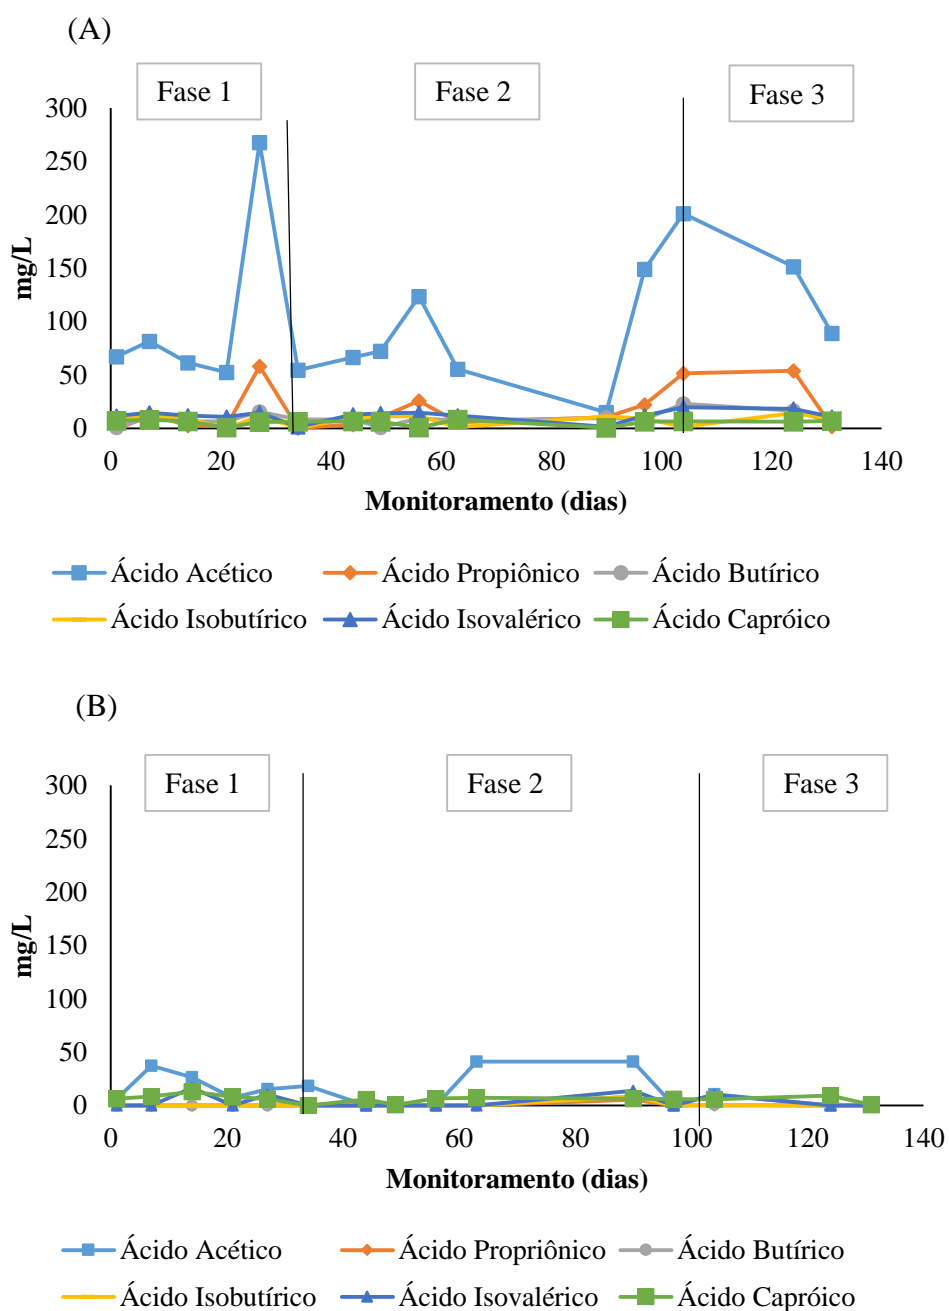 (A)
Fase 1 Fase 2 Fase 3
300
250
200
150
100
50
0
mg/L
0 20 40 60 80 100 120 140
Monitoramento (dias)
Ácido Acético Ácido Propiônico Ácido Butírico
Ácido Isobutírico Ácido Isovalérico Ácido Capróico
(B)
Fase 1 Fase 2 Fase 3
300
250
200
150
100
50
0
mg/L
0 20 40 60 80 100 120 140
Monitoramento (dias)
Ácido Acético Ácido Propriônico Ácido Butírico
Ácido Isobutírico Ácido Isovalérico Ácido Capróico